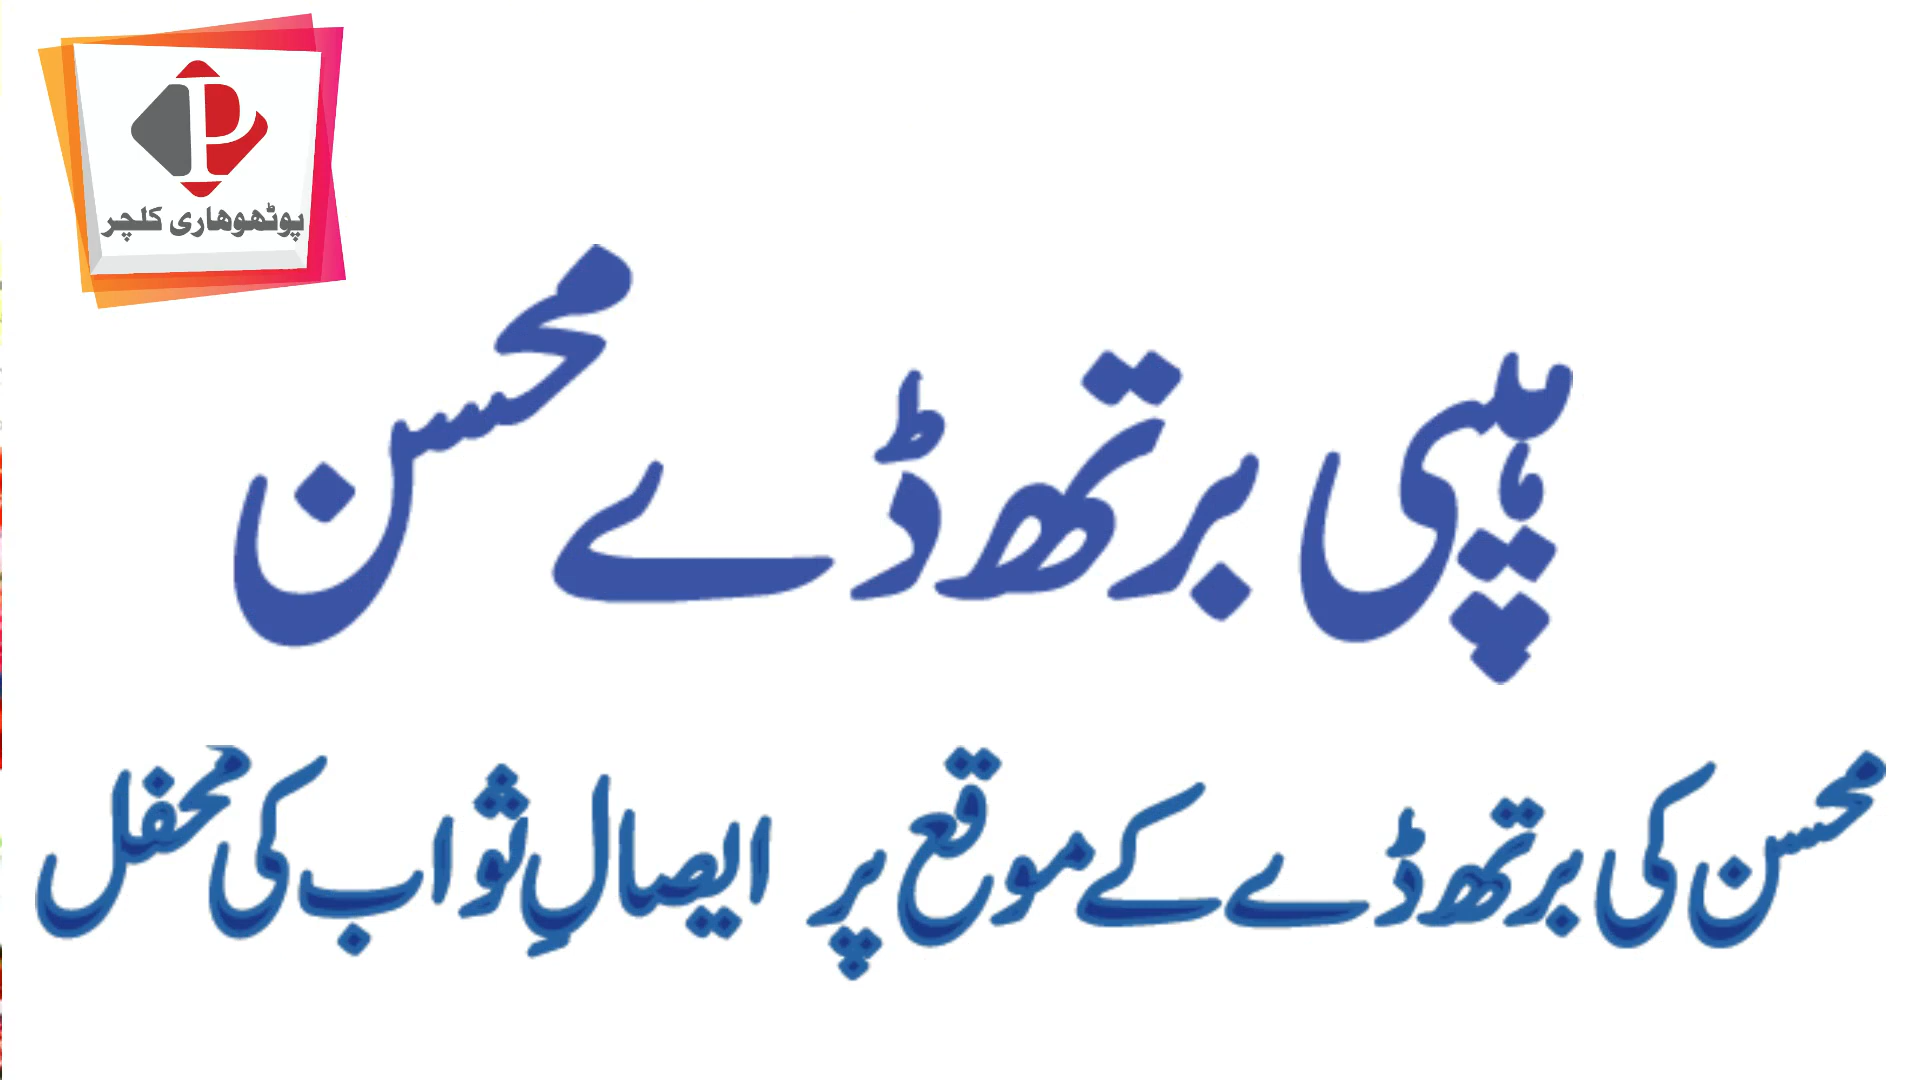 پوٹھوھاری کلچر
ہیپی برتھ ڈے محسن
محسن کی برتھ ڈے کے موقع پر ایصالِ ثواب کی محفل